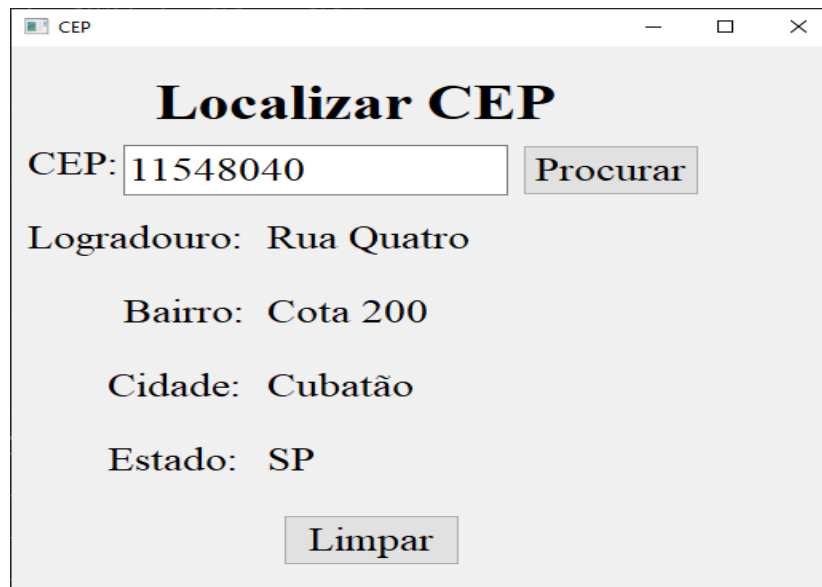 CEP
Localizar CEP
CEP: 11548040 Procurar
Logradouro: Rua Quatro
Bairro: Cota 200
Cidade: Cubatão
Estado: SP
Limpar